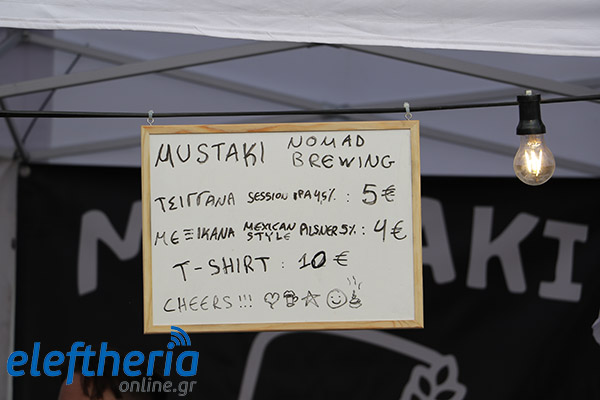 MUSTAKI NOMAD BREWING
ΤΣΙΓΓΑΝΑ SESSION IPA 4,5% : 5€
ΜΕΞΙΚΑΝΑ MEXICAN STYLE PILSNER 5% : 4€
T-SHIRT : 10€
CHEERS!!!
eleftheria
online.gr